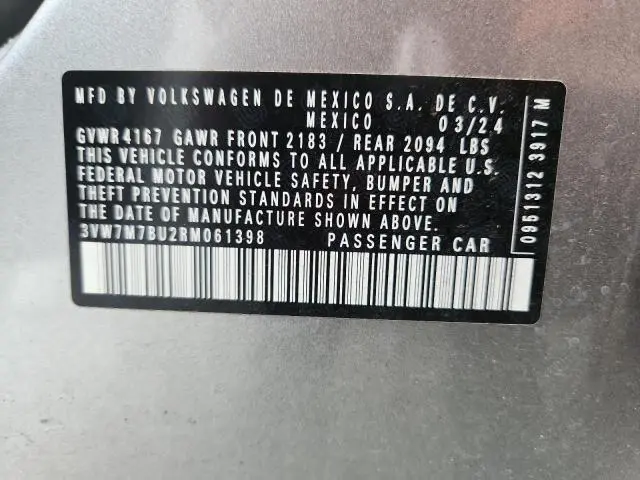 MFD BY VOLKSWAGEN DE MEXICO S.A. DE C.V.
MEXICO 03/24
GVWR 4167 GAWR FRONT 2183 / REAR 2094 LBS
THIS VEHICLE CONFORMS TO ALL APPLICABLE U.S.
FEDERAL MOTOR VEHICLE SAFETY, BUMPER AND
THEFT PREVENTION STANDARDS IN EFFECT ON
THE DATE OF MANUFACTURE SHOWN ABOVE.
3VW7M7BU2RM061398 PASSENGER CAR
0951312 3917 M